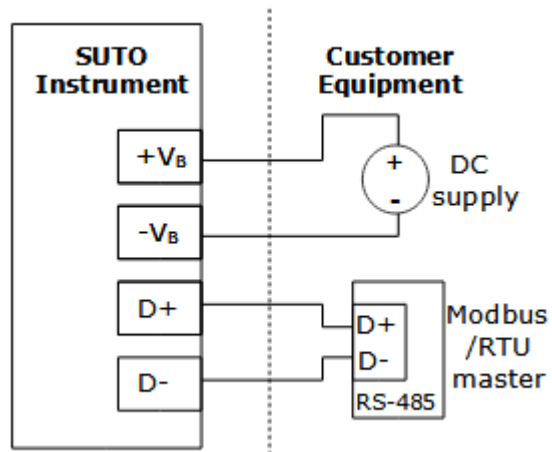 SUTO
Instrument
Customer
Equipment
+VB
+
-
DC
supply
-VB
D+
D+
D-
D-
RS-485
Modbus
/RTU
master